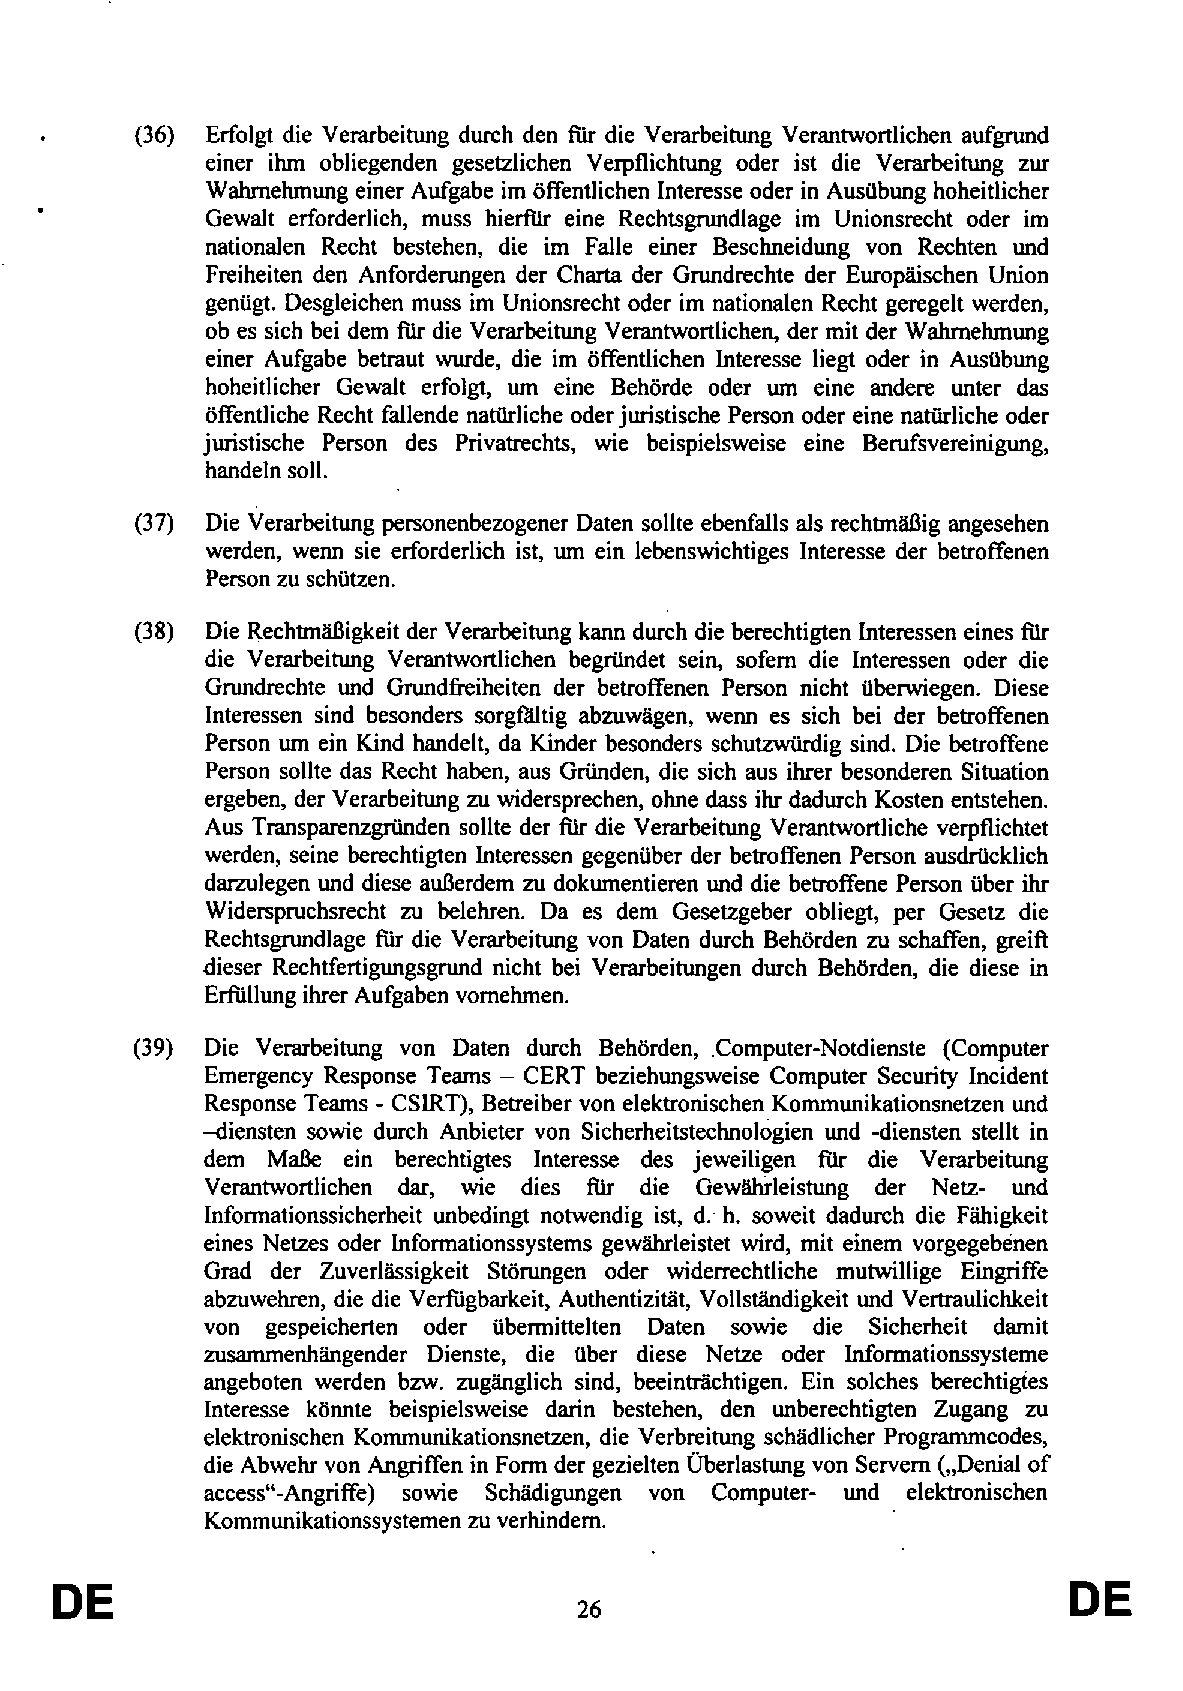 (36) Erfolgt die Verarbeitung durch den für die Verarbeitung Verantwortlichen aufgrund
einer ihm obliegenden gesetzlichen Verpflichtung oder ist die Verarbeitung zur
Wahrnehmung einer Aufgabe im öffentlichen Interesse oder in Ausübung hoheitlicher
Gewalt erforderlich, muss hierfür eine Rechtsgrundlage im Unionsrecht oder im
nationalen Recht bestehen, die im Falle einer Beschneidung von Rechten und
Freiheiten den Anforderungen der Charta der Grundrechte der Europäischen Union
genügt. Desgleichen muss im Unionsrecht oder im nationalen Recht geregelt werden,
ob es sich bei dem für die Verarbeitung Verantwortlichen, der mit der Wahrnehmung
einer Aufgabe betraut wurde, die im öffentlichen Interesse liegt oder in Ausübung
hoheitlicher Gewalt erfolgt, um eine Behörde oder um eine andere unter das
öffentliche Recht fallende natürliche oder juristische Person oder eine natürliche oder
juristische Person des Privatrechts, wie beispielsweise eine Berufsvereinigung,
handeln soll.
(37) Die Verarbeitung personenbezogener Daten sollte ebenfalls als rechtmäßig angesehen
werden, wenn sie erforderlich ist, um ein lebenswichtiges Interesse der betroffenen
Person zu schützen.
(38) Die Rechtmäßigkeit der Verarbeitung kann durch die berechtigten Interessen eines für
die Verarbeitung Verantwortlichen begründet sein, sofern die Interessen oder die
Grundrechte und Grundfreiheiten der betroffenen Person nicht überwiegen. Diese
Interessen sind besonders sorgfältig abzuwägen, wenn es sich bei der betroffenen
Person um ein Kind handelt, da Kinder besonders schutzwürdig sind. Die betroffene
Person sollte das Recht haben, aus Gründen, die sich aus ihrer besonderen Situation
ergeben, der Verarbeitung zu widersprechen, ohne dass ihr dadurch Kosten entstehen.
Aus Transparenzgründen sollte der für die Verarbeitung Verantwortliche verpflichtet
werden, seine berechtigten Interessen gegenüber der betroffenen Person ausdrücklich
darzulegen und diese außerdem zu dokumentieren und die betroffene Person über ihr
Widerspruchsrecht zu belehren. Da es dem Gesetzgeber obliegt, per Gesetz die
Rechtsgrundlage für die Verarbeitung von Daten durch Behörden zu schaffen, greift
dieser Rechtfertigungsgrund nicht bei Verarbeitungen durch Behörden, die diese in
Erfüllung ihrer Aufgaben vornehmen.
(39) Die Verarbeitung von Daten durch Behörden, Computer-Notdienste (Computer
Emergency Response Teams – CERT beziehungsweise Computer Security Incident
Response Teams - CSIRT), Betreiber von elektronischen Kommunikationsnetzen und
–diensten sowie durch Anbieter von Sicherheitstechnologien und -diensten stellt in
dem Maße ein berechtigtes Interesse des jeweiligen für die Verarbeitung
Verantwortlichen dar, wie dies für die Gewährleistung der Netz- und
Informationssicherheit unbedingt notwendig ist, d. h. soweit dadurch die Fähigkeit
eines Netzes oder Informationssystems gewährleistet wird, mit einem vorgegebenen
Grad der Zuverlässigkeit Störungen oder widerrechtliche mutwillige Eingriffe
abzuwehren, die die Verfügbarkeit, Authentizität, Vollständigkeit und Vertraulichkeit
von gespeicherten oder übermittelten Daten sowie die Sicherheit damit
zusammenhängender Dienste, die über diese Netze oder Informationssysteme
angeboten werden bzw. zugänglich sind, beeinträchtigen. Ein solches berechtigtes
Interesse könnte beispielsweise darin bestehen, den unberechtigten Zugang zu
elektronischen Kommunikationsnetzen, die Verbreitung schädlicher Programmcodes,
die Abwehr von Angriffen in Form der gezielten Überlastung von Servern („Denial of
access“-Angriffe) sowie Schädigungen von Computer- und elektronischen
Kommunikationssystemen zu verhindern.
DE 26 DE